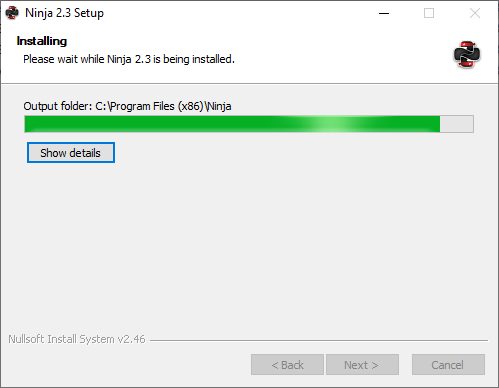 Ninja 2.3 Setup
Installing
Please wait while Ninja 2.3 is being installed.
Output folder: C:\Program Files (x86)\Ninja
Show details
Nullsoft Install System v2.46
< Back
Next >
Cancel